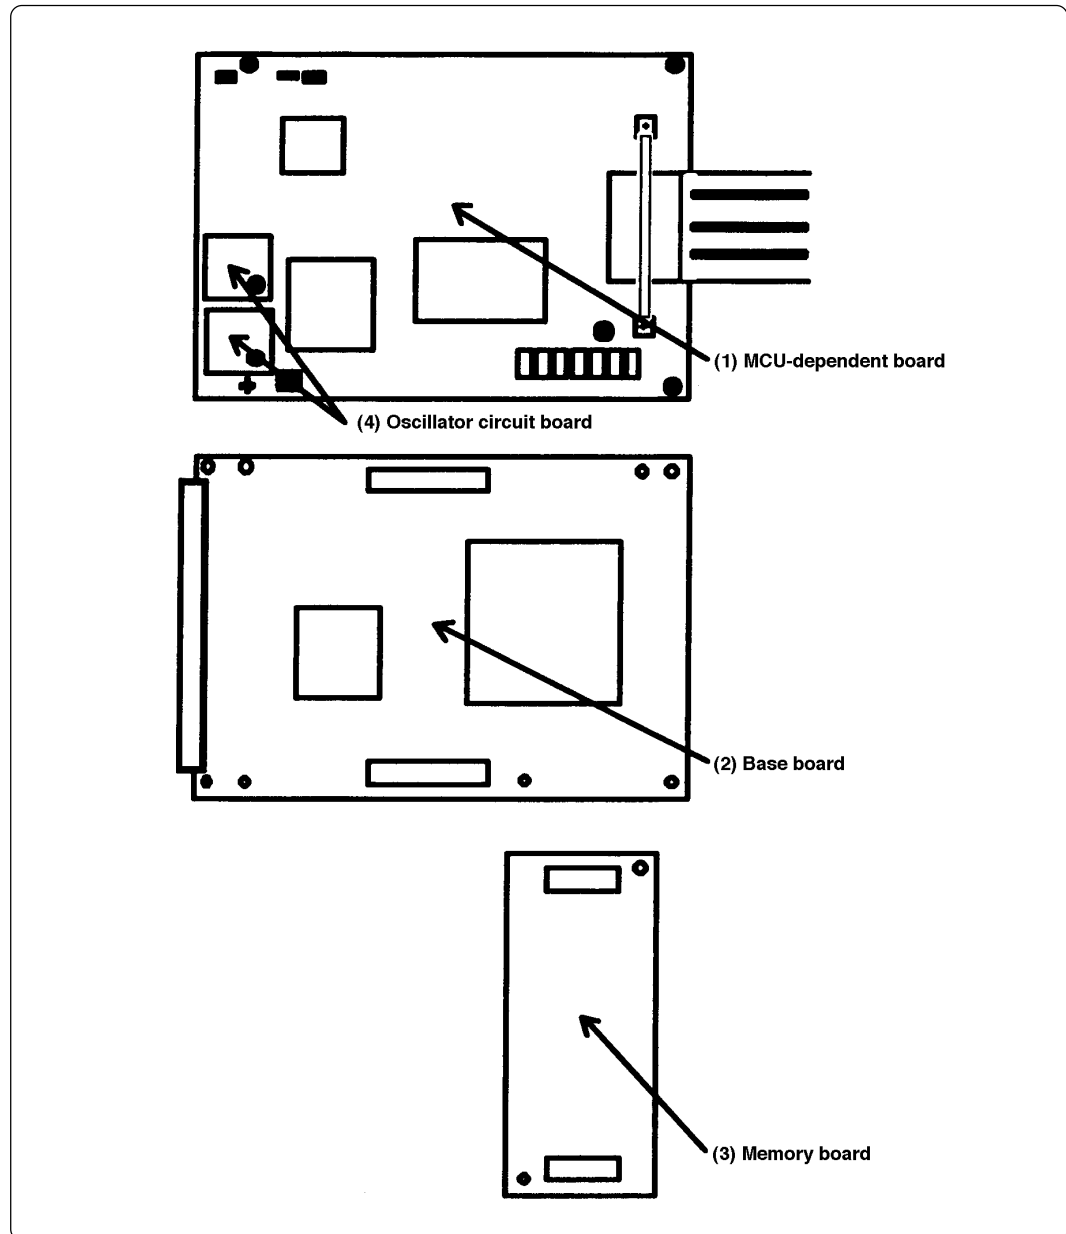 (1) MCU-dependent board
(4) Oscillator circuit board
(2) Base board
(3) Memory board